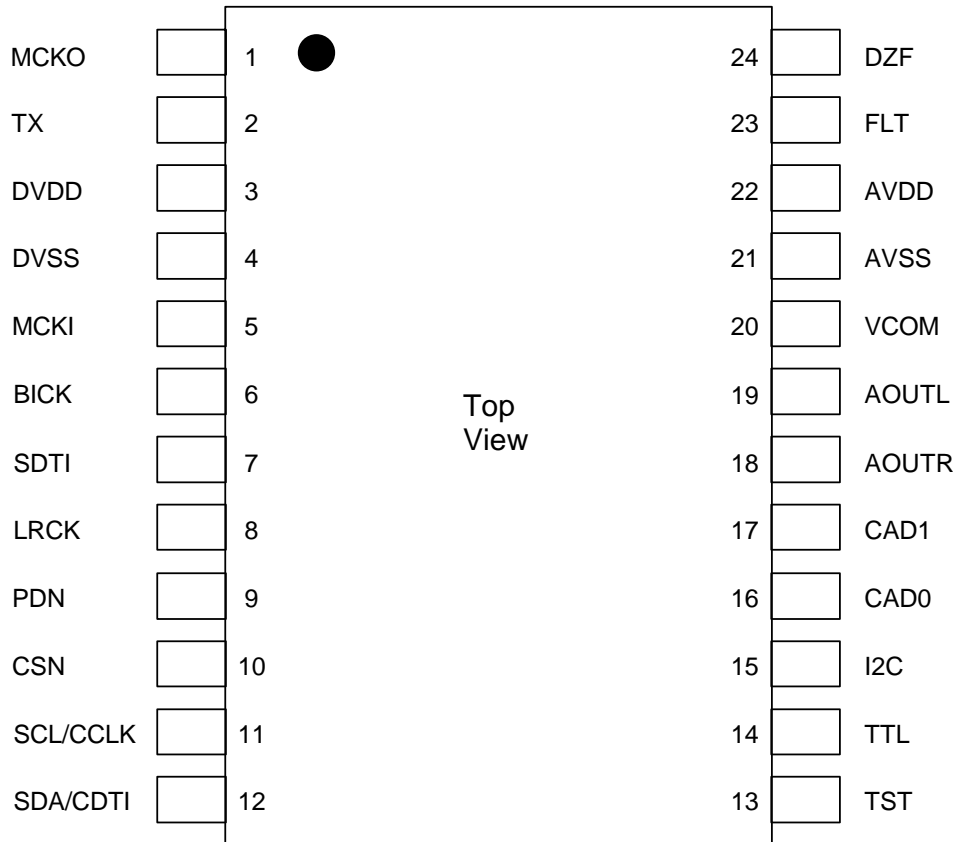 MCKO 1 24 DZF
TX 2 23 FLT
DVDD 3 22 AVDD
DVSS 4 21 AVSS
MCKI 5 20 VCOM
BICK 6 19 AOUTL
Top
View
SDTI 7 18 AOUTR
LRCK 8 17 CAD1
PDN 9 16 CAD0
CSN 10 15 I2C
SCL/CCLK 11 14 TTL
SDA/CDTI 12 13 TST